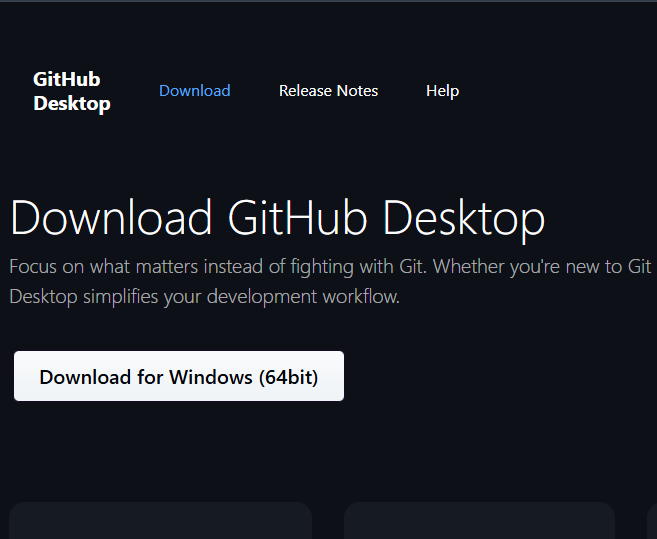 GitHub
Desktop
Download
Release Notes
Help
Download GitHub Desktop
Focus on what matters instead of fighting with Git. Whether you're new to Git
Desktop simplifies your development workflow.
Download for Windows (64bit)